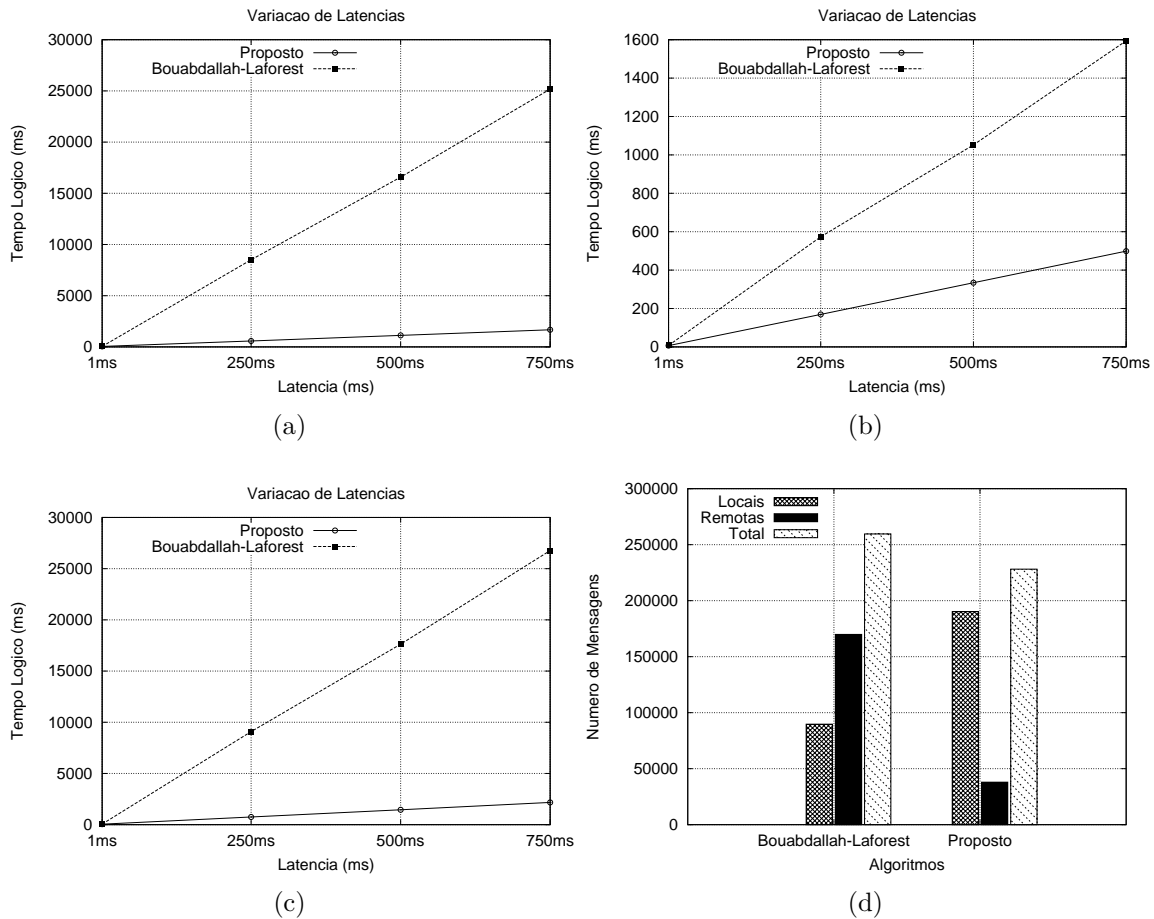 Variacao de Latencias
30000
25000
20000
15000
10000
5000
0
Tempo Logico (ms)
Proposto
Bouabdallah-Laforest
1ms 250ms 500ms 750ms
Latencia (ms)
(a)
Variacao de Latencias
1600
1400
1200
1000
800
600
400
200
0
Tempo Logico (ms)
Proposto
Bouabdallah-Laforest
1ms 250ms 500ms 750ms
Latencia (ms)
(b)
Variacao de Latencias
30000
25000
20000
15000
10000
5000
0
Tempo Logico (ms)
Proposto
Bouabdallah-Laforest
1ms 250ms 500ms 750ms
Latencia (ms)
(c)
300000
250000
200000
150000
100000
50000
0
Numero de Mensagens
Locais
Remotas
Total
Bouabdallah-Laforest Proposto
Algoritmos
(d)